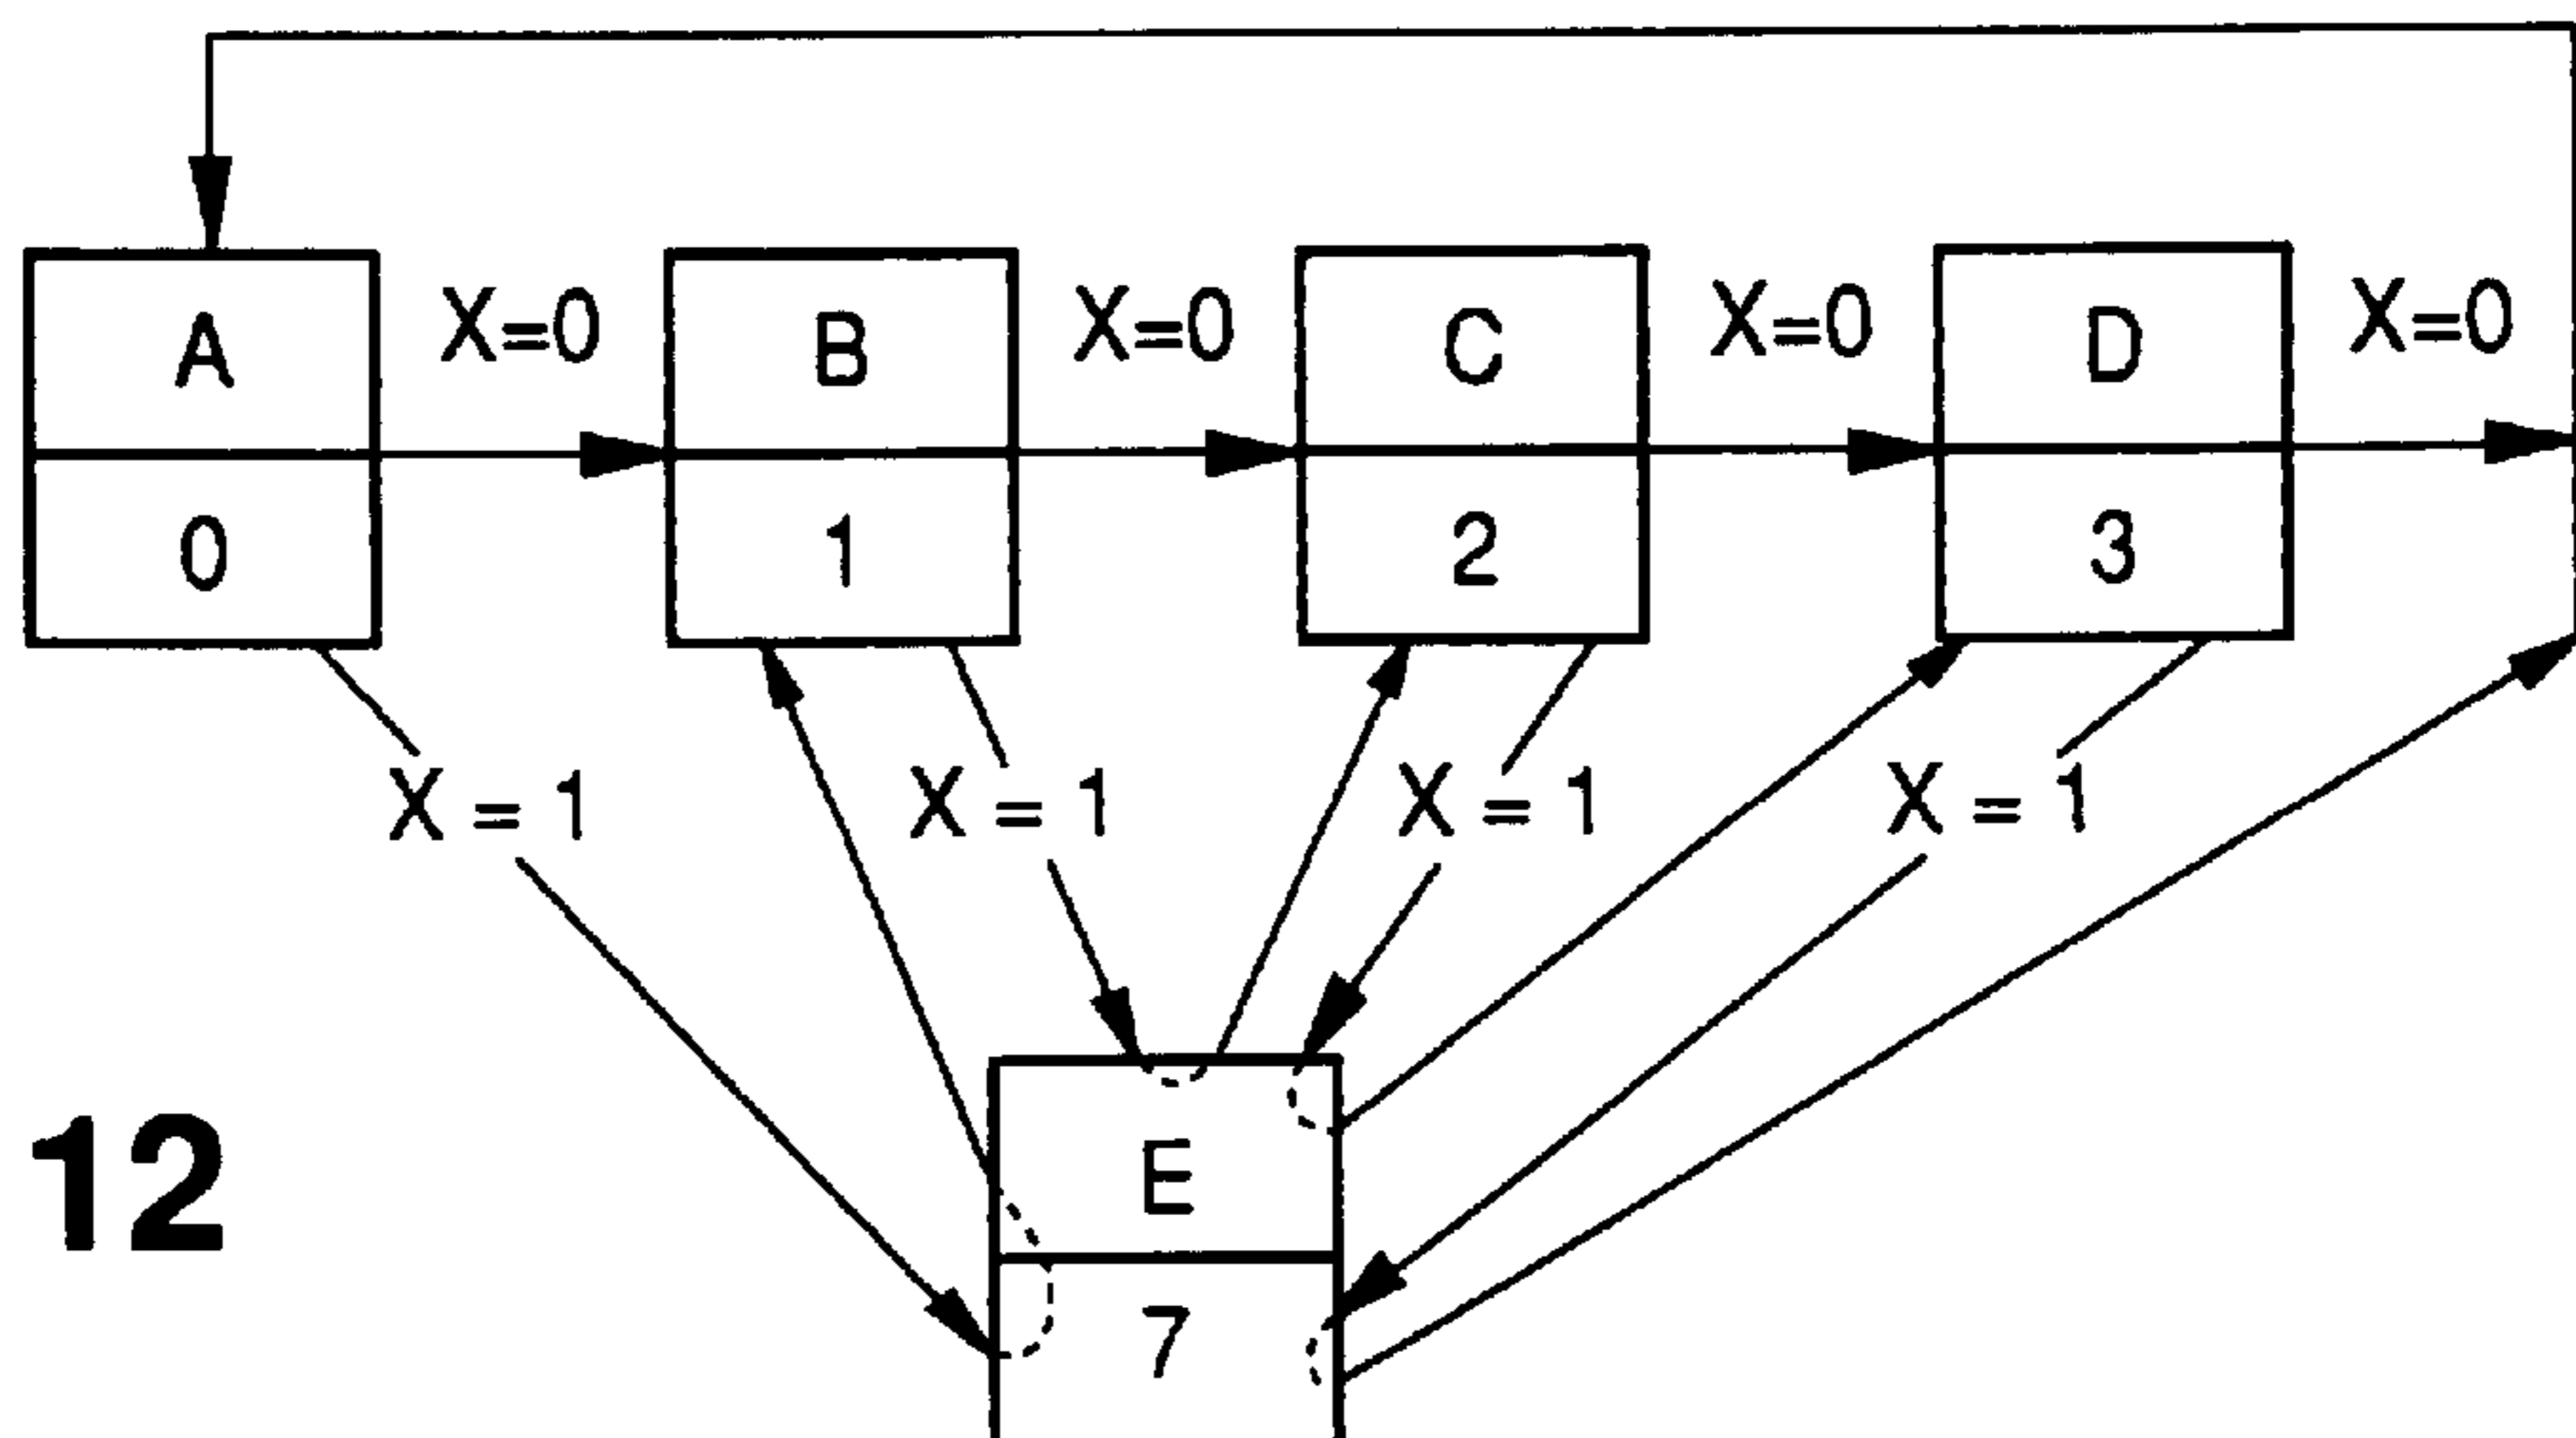 X=0 X=0 X=0 X=0
A B C D
0 1 2 3
X = 1 X = 1 X = 1 X = 1
12
E
7